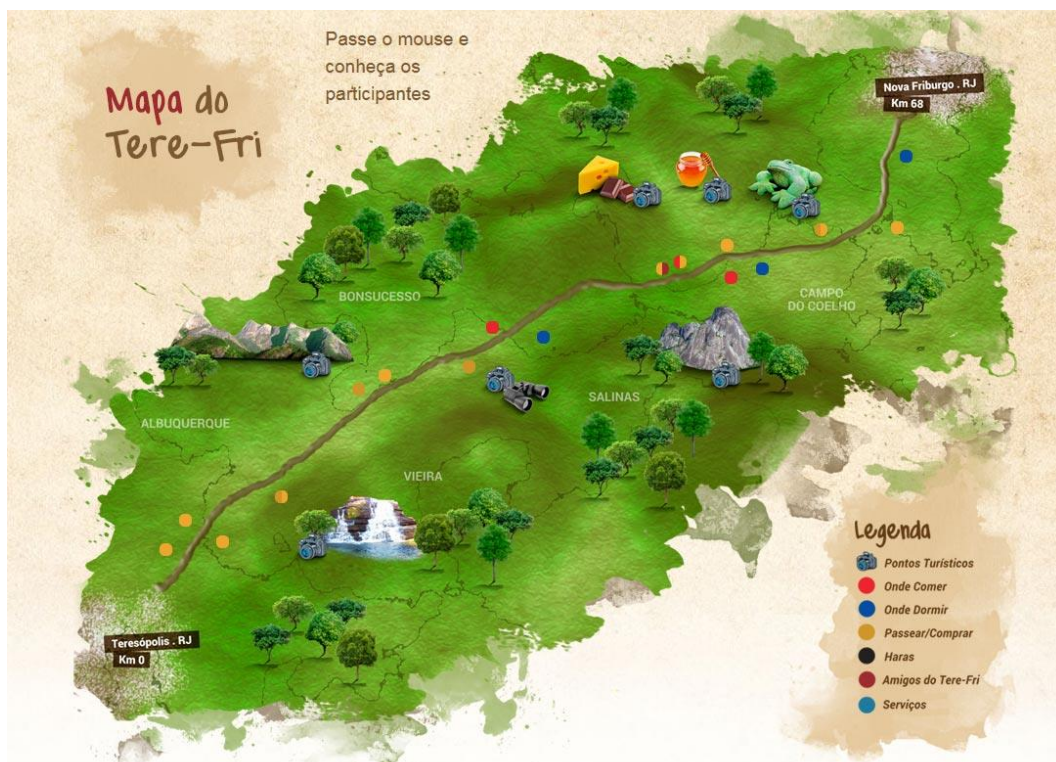 Passe o mouse e
conheça os
participantes
Mapa do
Tere-Fri
Nova Friburgo . RJ
Km 68
BONSUCESSO
CAMPO
DO COELHO
SALINAS
ALBUQUERQUE
VIEIRA
Teresópolis . RJ
Km 0
Legenda
Pontos Turísticos
Onde Comer
Onde Dormir
Passear/Comprar
Haras
Amigos do Tere-Fri
Serviços